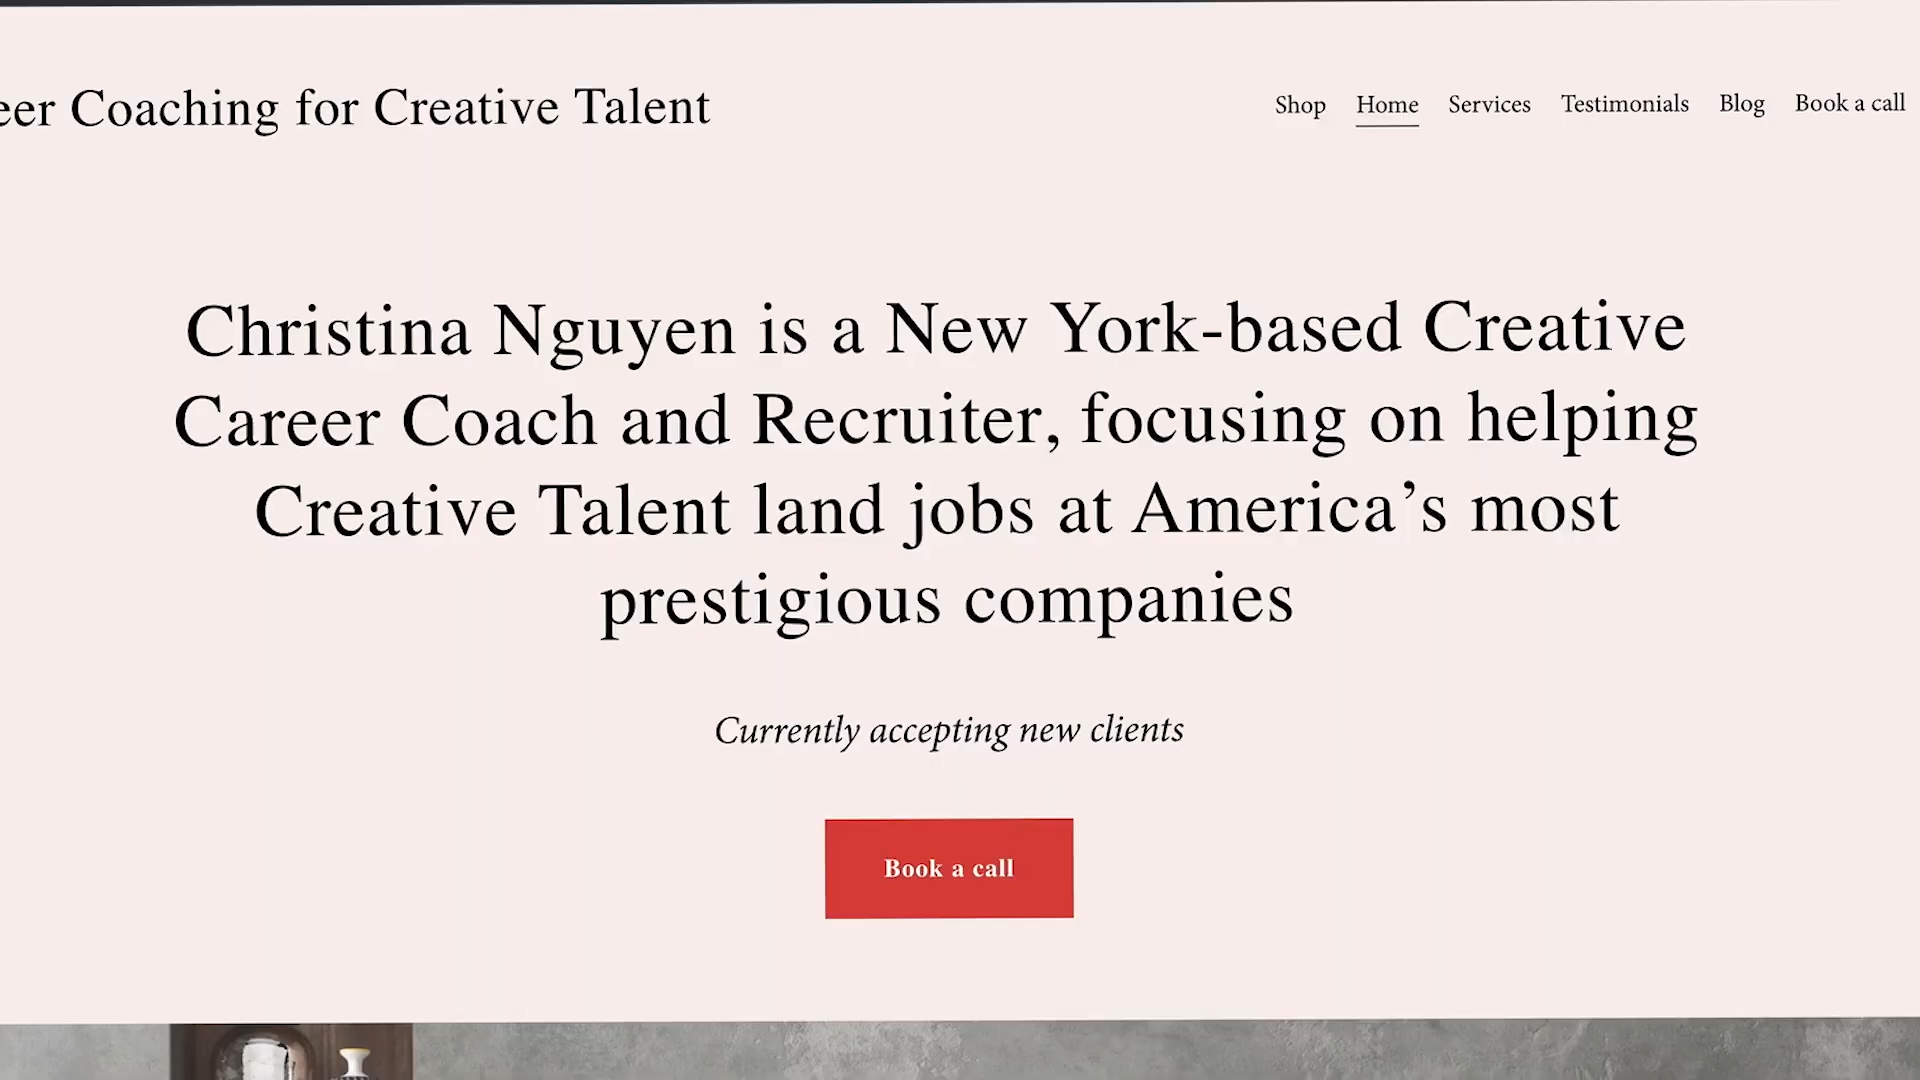 Coaching for Creative Talent
Shop Home Services Testimonials Blog Book a call
Christina Nguyen is a New York-based Creative
Career Coach and Recruiter, focusing on helping
Creative Talent land jobs at America’s most
prestigious companies
Currently accepting new clients
Book a call